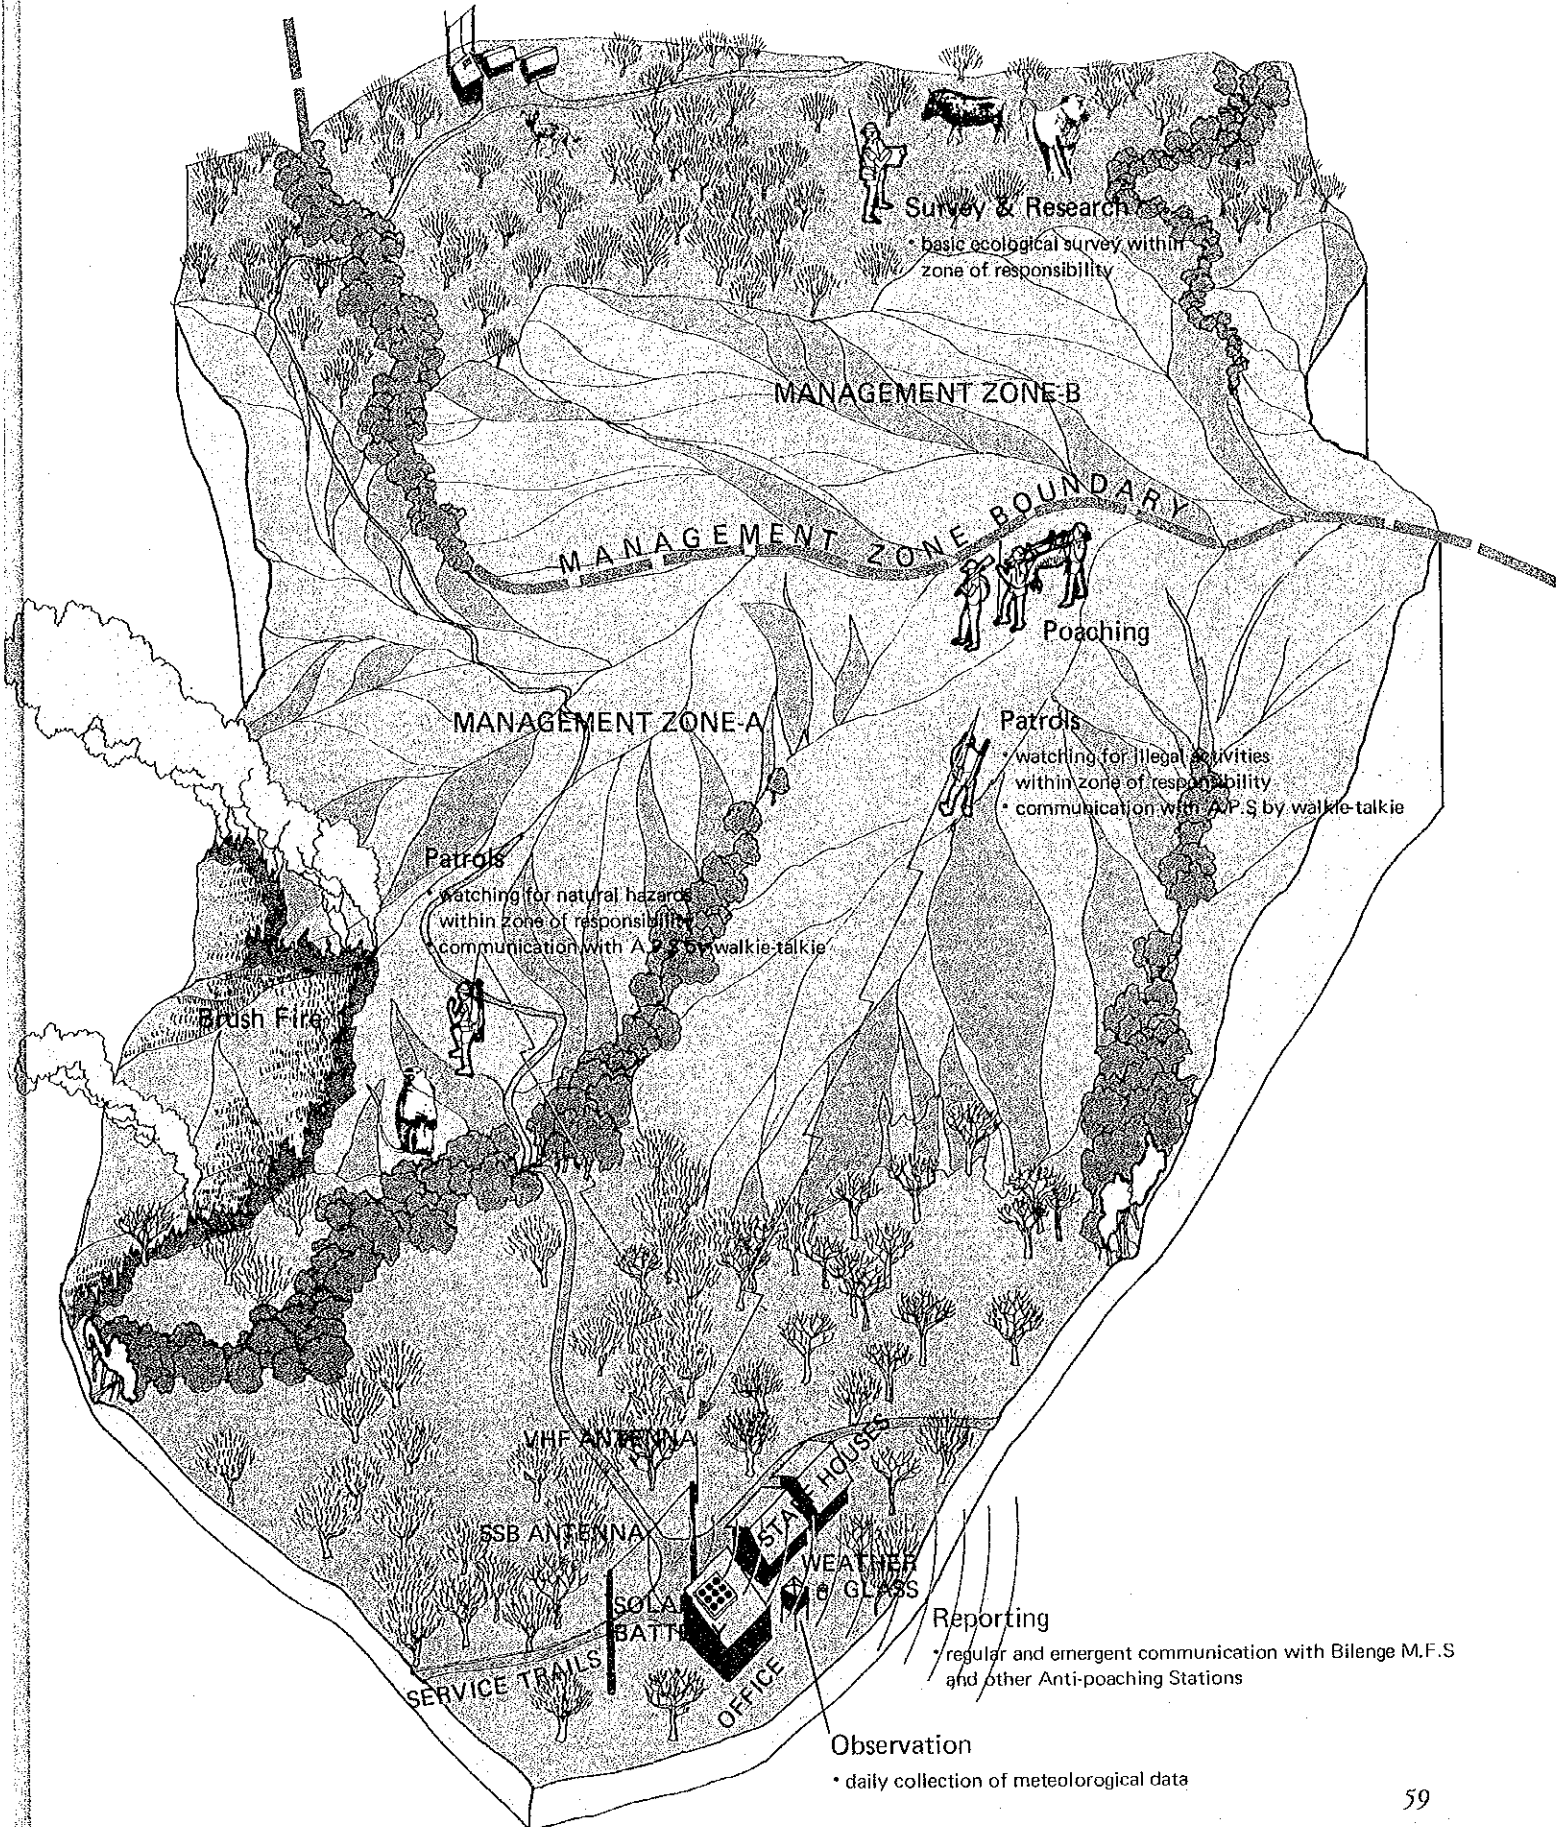 Survey & Research
• basic ecological survey within
zone of responsibility
MANAGEMENT ZONE-B
MANAGEMENT ZONE BOUNDARY
Poaching
MANAGEMENT ZONE-A
Patrols
• watching for illegal activities
within zone of responsibility
• communication with A.P.S by walkie-talkie
Patrols
• watching for natural hazards
within zone of responsibility
• communication with A.P.S by walkie-talkie
Brush Fire
VHF ANTENNA
STAFF HOUSES
SSB ANTENNA
WEATHER
GLASS
SOLAR
BATTERY
SERVICE TRAILS
OFFICE
Reporting
• regular and emergent communication with Bilenge M.F.S
and other Anti-poaching Stations
Observation
• daily collection of meteolorogical data
59